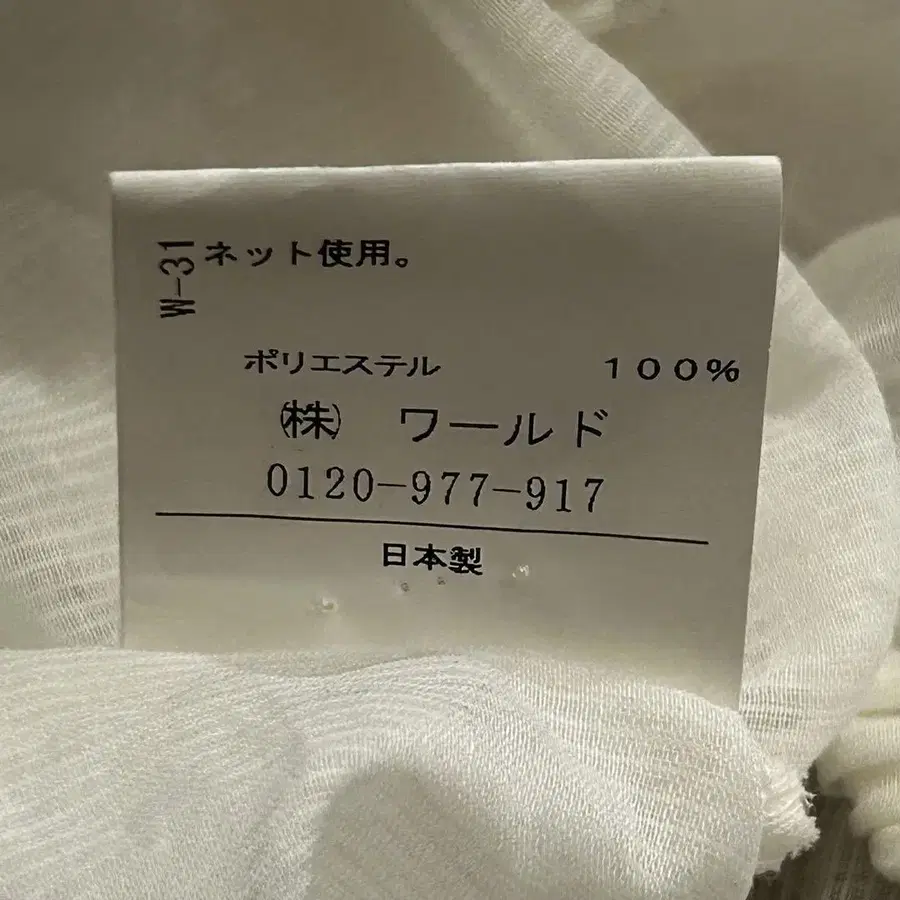 W-31
ネット使用。
ポリエステル 100%
(株) ワールド
0120-977-917
日本製